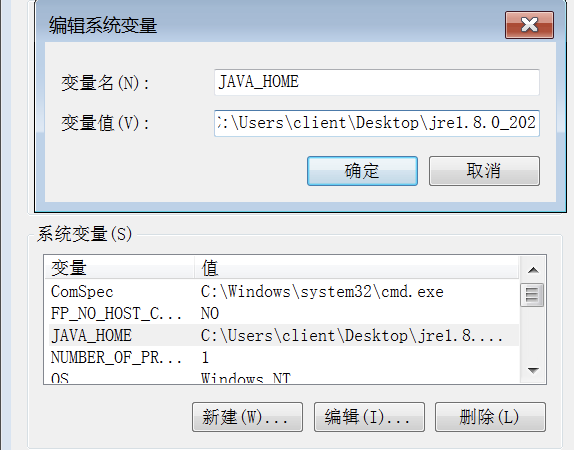 编辑系统变量
变量名(N):
JAVA_HOME
变量值(V):
C:\Users\client\Desktop\jre1.8.0_202
确定
取消
系统变量(S)
变量 值
ComSpec C:\Windows\system32\cmd.exe
FP_NO_HOST_C... NO
JAVA_HOME C:\Users\client\Desktop\jre1.8....
NUMBER_OF_PR... 1
OS Windows_NT
新建(W)... 编辑(I)... 删除(L)